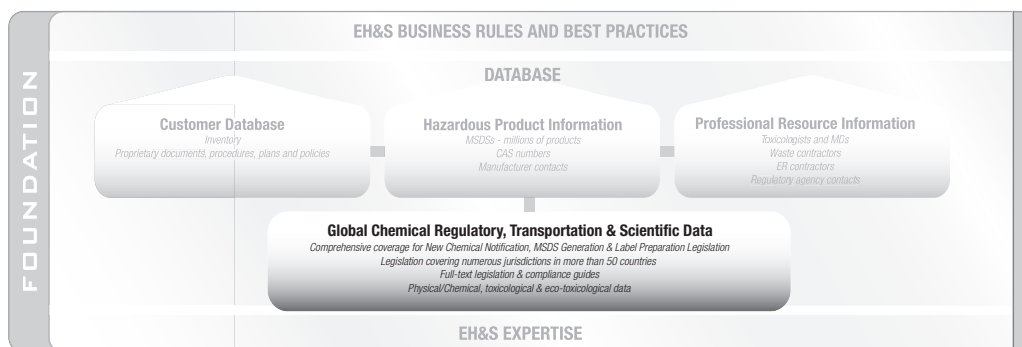 FOUNDATION
EH&S BUSINESS RULES AND BEST PRACTICES
DATABASE
Customer Database
Inventory
Proprietary documents, procedures, plans and policies
Hazardous Product Information
MSDSs - millions of products
CAS numbers
Manufacturer contacts
Professional Resource Information
Toxicologists and MDs
Waste contractors
ER contractors
Regulatory agency contacts
Global Chemical Regulatory, Transportation & Scientific Data
Comprehensive coverage for New Chemical Notification, MSDS Generation & Label Preparation Legislation
Legislation covering numerous jurisdictions in more than 50 countries
Full-text legislation & compliance guides
Physical/Chemical, toxicological & eco-toxicological data
EH&S EXPERTISE